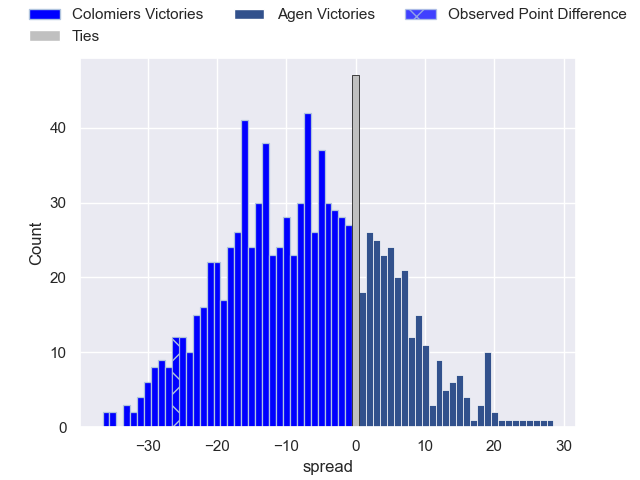 Colomiers Victories
Agen Victories
Observed Point Difference
Ties
Count
40
30
20
10
0
−30
−20
−10
0
10
20
30
spread